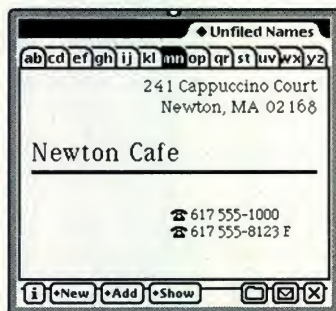 ◆Unfiled Names
ab cd ef gh ij kl mn op qr st uv wx yz
241 Cappuccino Court
Newton, MA 02168
Newton Cafe
☎617 555-1000
☎617 555-8123 F
i ◆New ◆Add ◆Show X